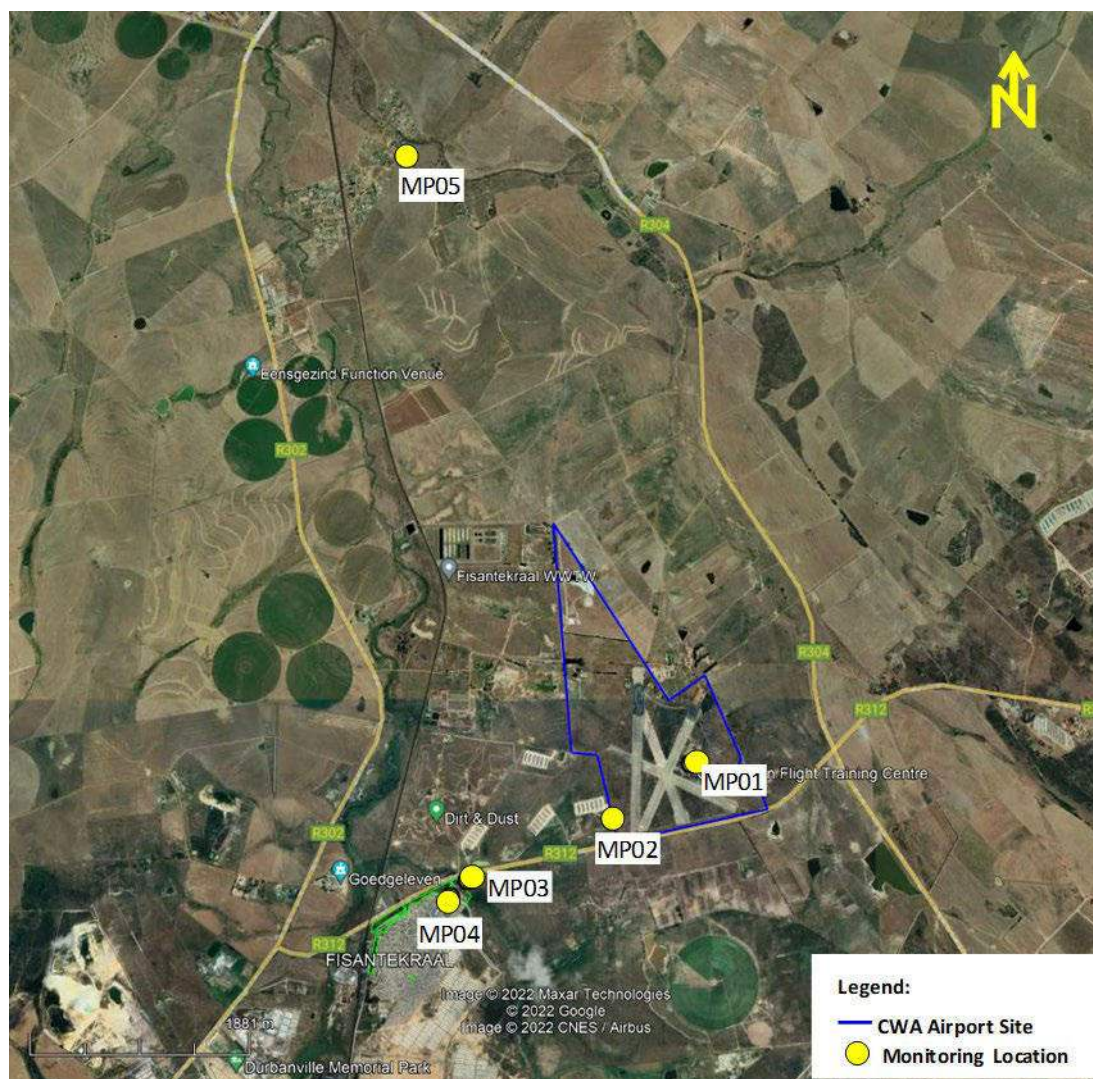 N
MP05
R304
Eensgezind Function Venue
R302
Fisantekraal WWTW
R304
R312
MP01
Flight Training Centre
Dirt & Dust
MP02
R302
R312
Goedgeleven
MP03
MP04
R312
FISANTEKRAAL
Image © 2022 Maxar Technologies
© 2022 Google
Image © 2022 CNES / Airbus
1881 m
Durbanville Memorial Park
Legend:
CWA Airport Site
Monitoring Location